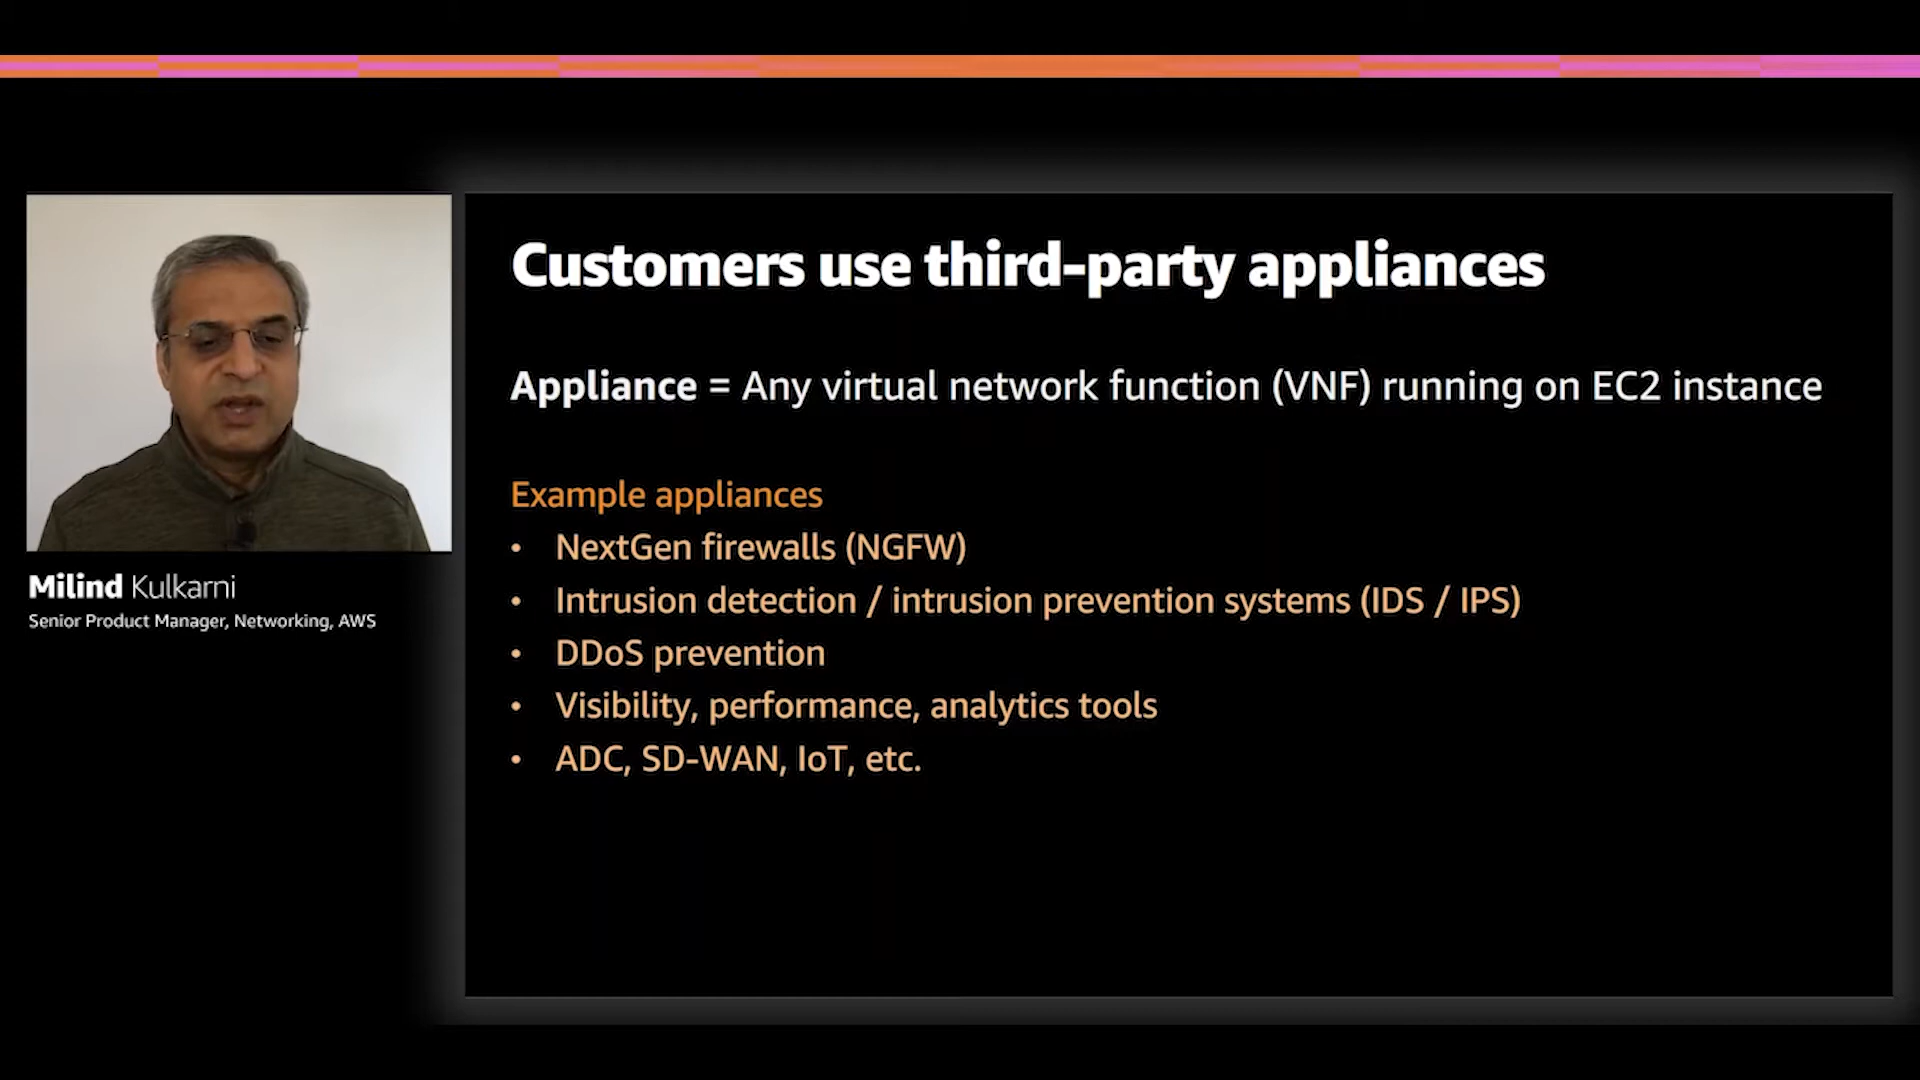 Customers use third-party appliances
Appliance = Any virtual network function (VNF) running on EC2 instance
Example appliances
• NextGen firewalls (NGFW)
• Intrusion detection / intrusion prevention systems (IDS / IPS)
• DDoS prevention
• Visibility, performance, analytics tools
• ADC, SD-WAN, IoT, etc.
Milind Kulkarni
Senior Product Manager, Networking, AWS